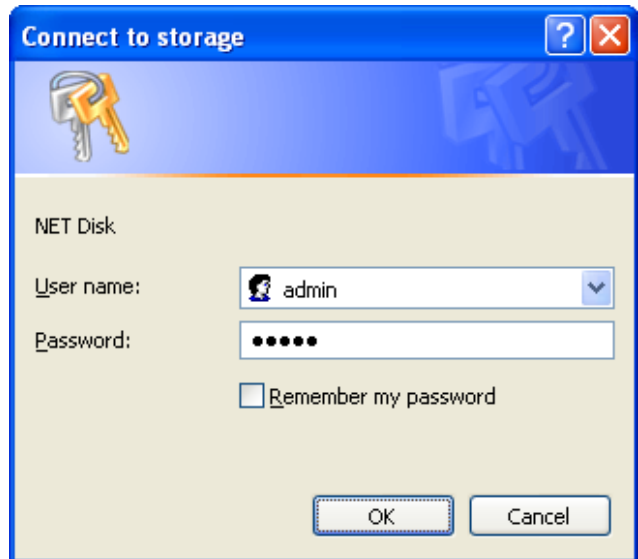 Connect to storage
NET Disk
User name: admin
Password: •••••
Remember my password
OK Cancel